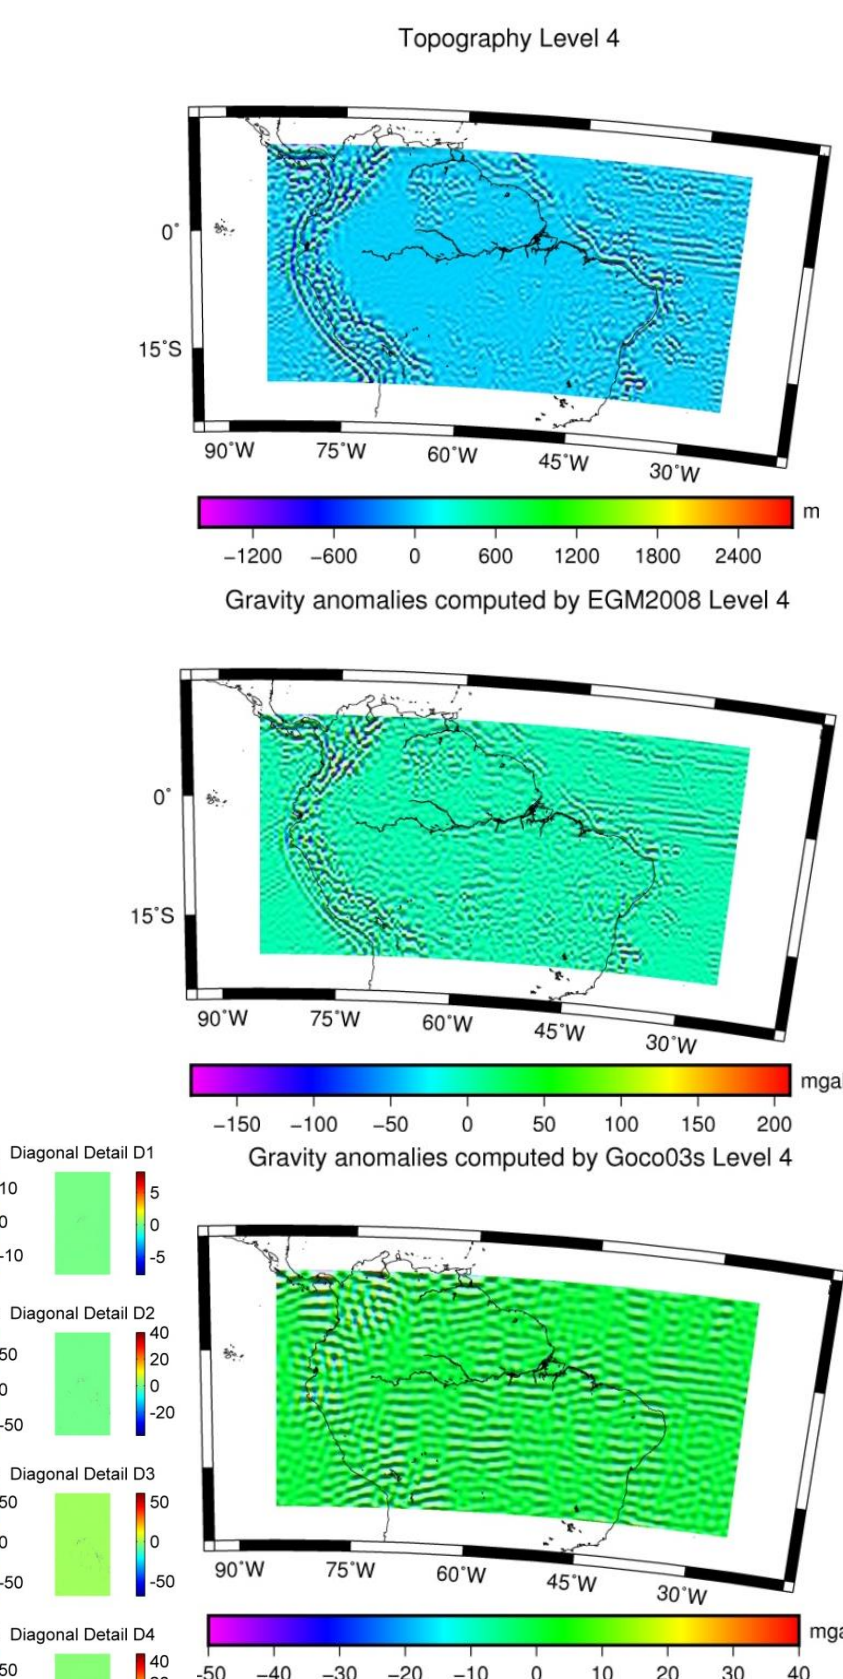 Topography Level 4
0°
15°S
90°W 75°W 60°W 45°W 30°W
m
−1200 −600 0 600 1200 1800 2400
Gravity anomalies computed by EGM2008 Level 4
0°
15°S
90°W 75°W 60°W 45°W 30°W
mgal
−150 −100 −50 0 50 100 150 200
Gravity anomalies computed by Goco03s Level 4
90°W 75°W 60°W 45°W 30°W
-50 −40 −30 −20 −10 0 10 20 30 40
Diagonal Detail D1
10
0
-10
5
0
-5
Diagonal Detail D2
50
0
-50
40
20
0
-20
Diagonal Detail D3
50
0
-50
50
0
-50
Diagonal Detail D4
50
40